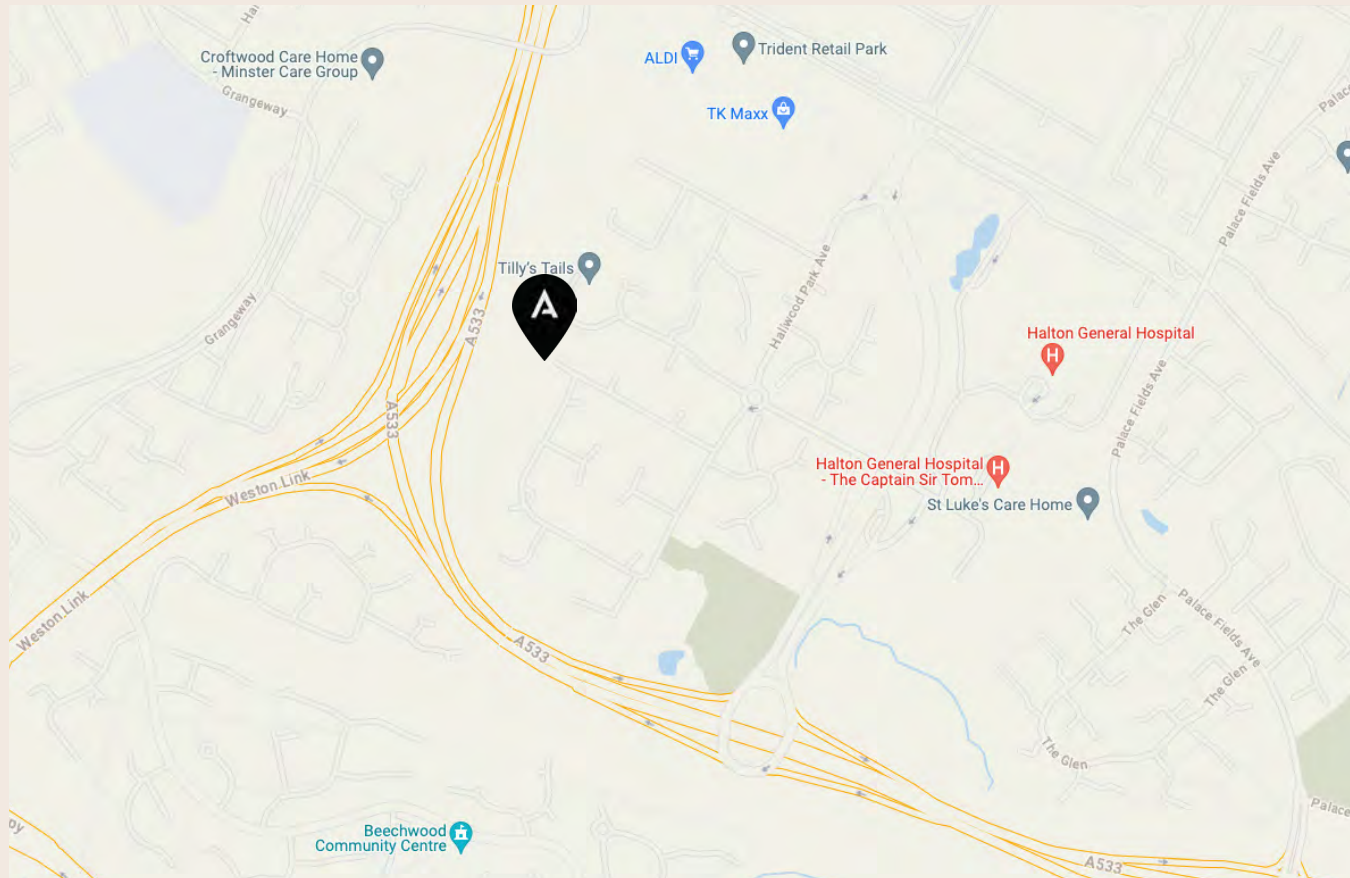 Croftwood Care Home
- Minster Care Group
ALDI
Trident Retail Park
TK Maxx
Grangeway
Palace Fields Ave
Tilly's Tails
A
A533
Hallwood Park Ave
Grangeway
Halton General Hospital
H
A533
Palace Fields Ave
Halton General Hospital
- The Captain Sir Tom...
H
Weston Link
St Luke's Care Home
Weston Link
The Glen
Palace Fields Ave
A533
The Glen
The Glen
Palace
Beechwood
Community Centre
A533